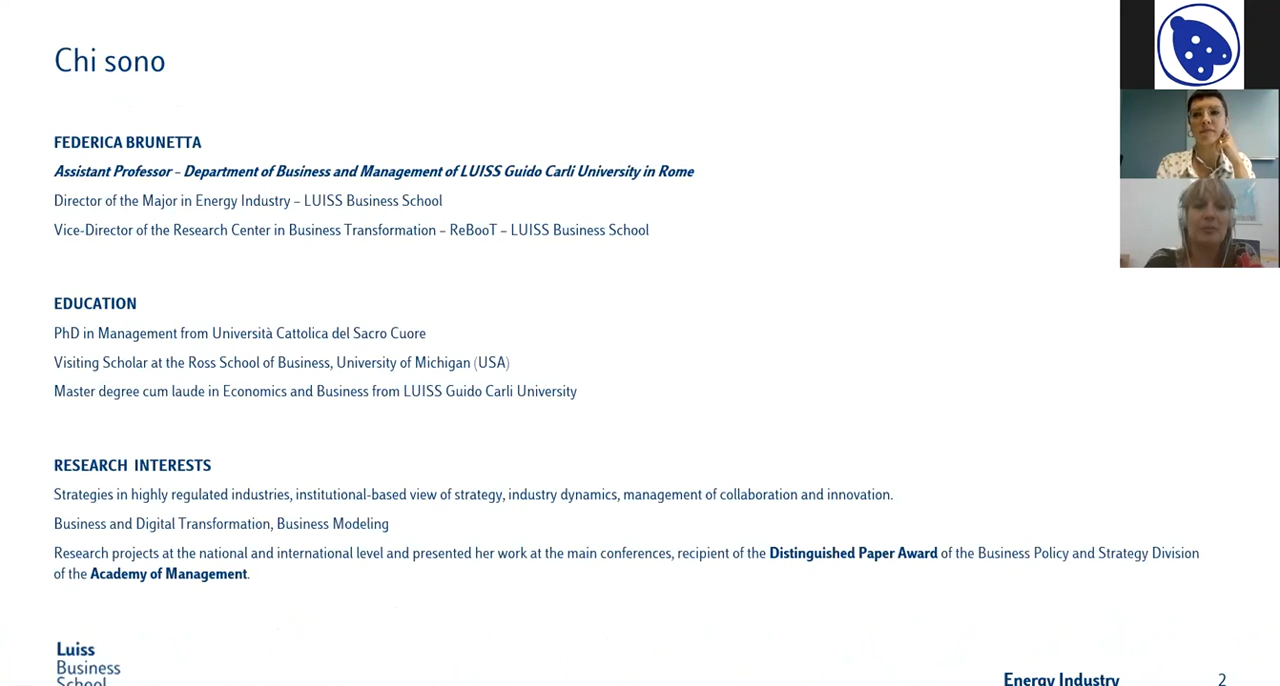 Chi sono
FEDERICA BRUNETTA
Assistant Professor – Department of Business and Management of LUISS Guido Carli University in Rome
Director of the Major in Energy Industry – LUISS Business School
Vice-Director of the Research Center in Business Transformation – ReBooT – LUISS Business School
EDUCATION
PhD in Management from Università Cattolica del Sacro Cuore
Visiting Scholar at the Ross School of Business, University of Michigan (USA)
Master degree cum laude in Economics and Business from LUISS Guido Carli University
RESEARCH INTERESTS
Strategies in highly regulated industries, institutional-based view of strategy, industry dynamics, management of collaboration and innovation.
Business and Digital Transformation, Business Modeling
Research projects at the national and international level and presented her work at the main conferences, recipient of the Distinguished Paper Award of the Business Policy and Strategy Division
of the Academy of Management.
Luiss
Business
School
Energy Industry
2